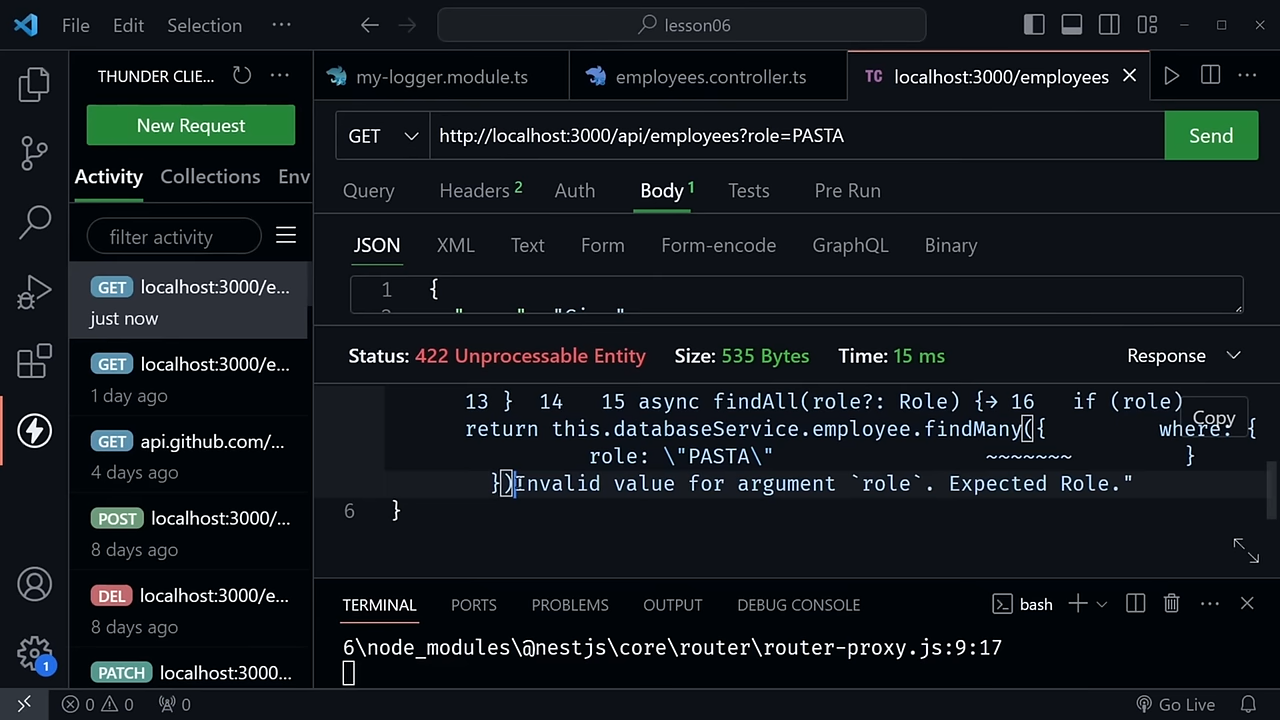 File Edit Selection ···
lesson06
THUNDER CLIE... ···
New Request
Activity Collections Env
filter activity
GET localhost:3000/e...
just now
GET localhost:3000/e...
1 day ago
GET api.github.com/...
4 days ago
POST localhost:3000/...
8 days ago
DEL localhost:3000/e...
8 days ago
PATCH localhost:3000...
my-logger.module.ts employees.controller.ts TC localhost:3000/employees
GET http://localhost:3000/api/employees?role=PASTA Send
Query Headers 2 Auth Body 1 Tests Pre Run
JSON XML Text Form Form-encode GraphQL Binary
1 {
Status: 422 Unprocessable Entity Size: 535 Bytes Time: 15 ms Response
13 } 14 15 async findAll(role?: Role) {→ 16 if (role)
Copy
return this.databaseService.employee.findMany({ where: {
role: \"PASTA\" ~~~~~~~ }
})Invalid value for argument `role`. Expected Role."
6 }
TERMINAL PORTS PROBLEMS OUTPUT DEBUG CONSOLE bash
6\node_modules\@nestjs\core\router\router-proxy.js:9:17
1
0 0 0 Go Live